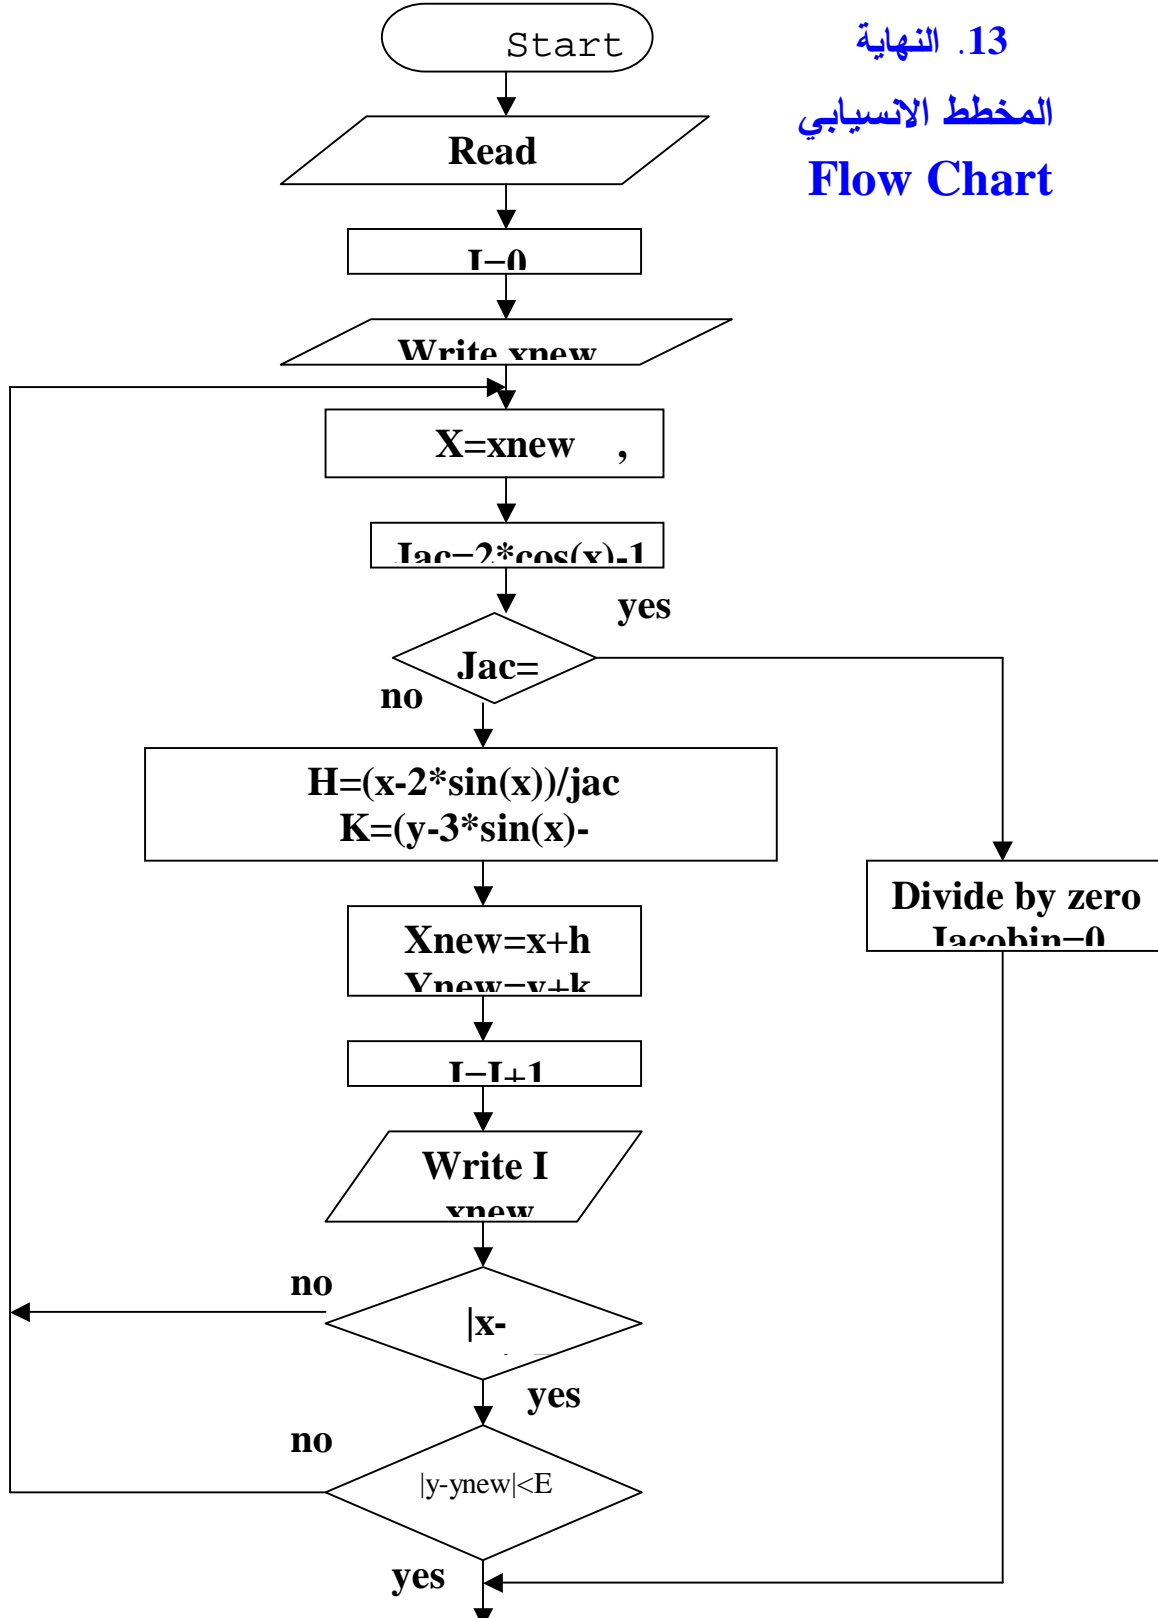 13. النهاية
المخطط الانسيابي
Flow Chart
Start
Read
I=0
Write xnew
X=xnew ,
Jac=2*cos(x)-1
yes
Jac=
no
H=(x-2*sin(x))/jac
K=(y-3*sin(x)-
Divide by zero
Jacobin=0
Xnew=x+h
Ynew=y+k
I=I+1
Write I
xnew
no
|x-
yes
no
|y-ynew|<E
yes